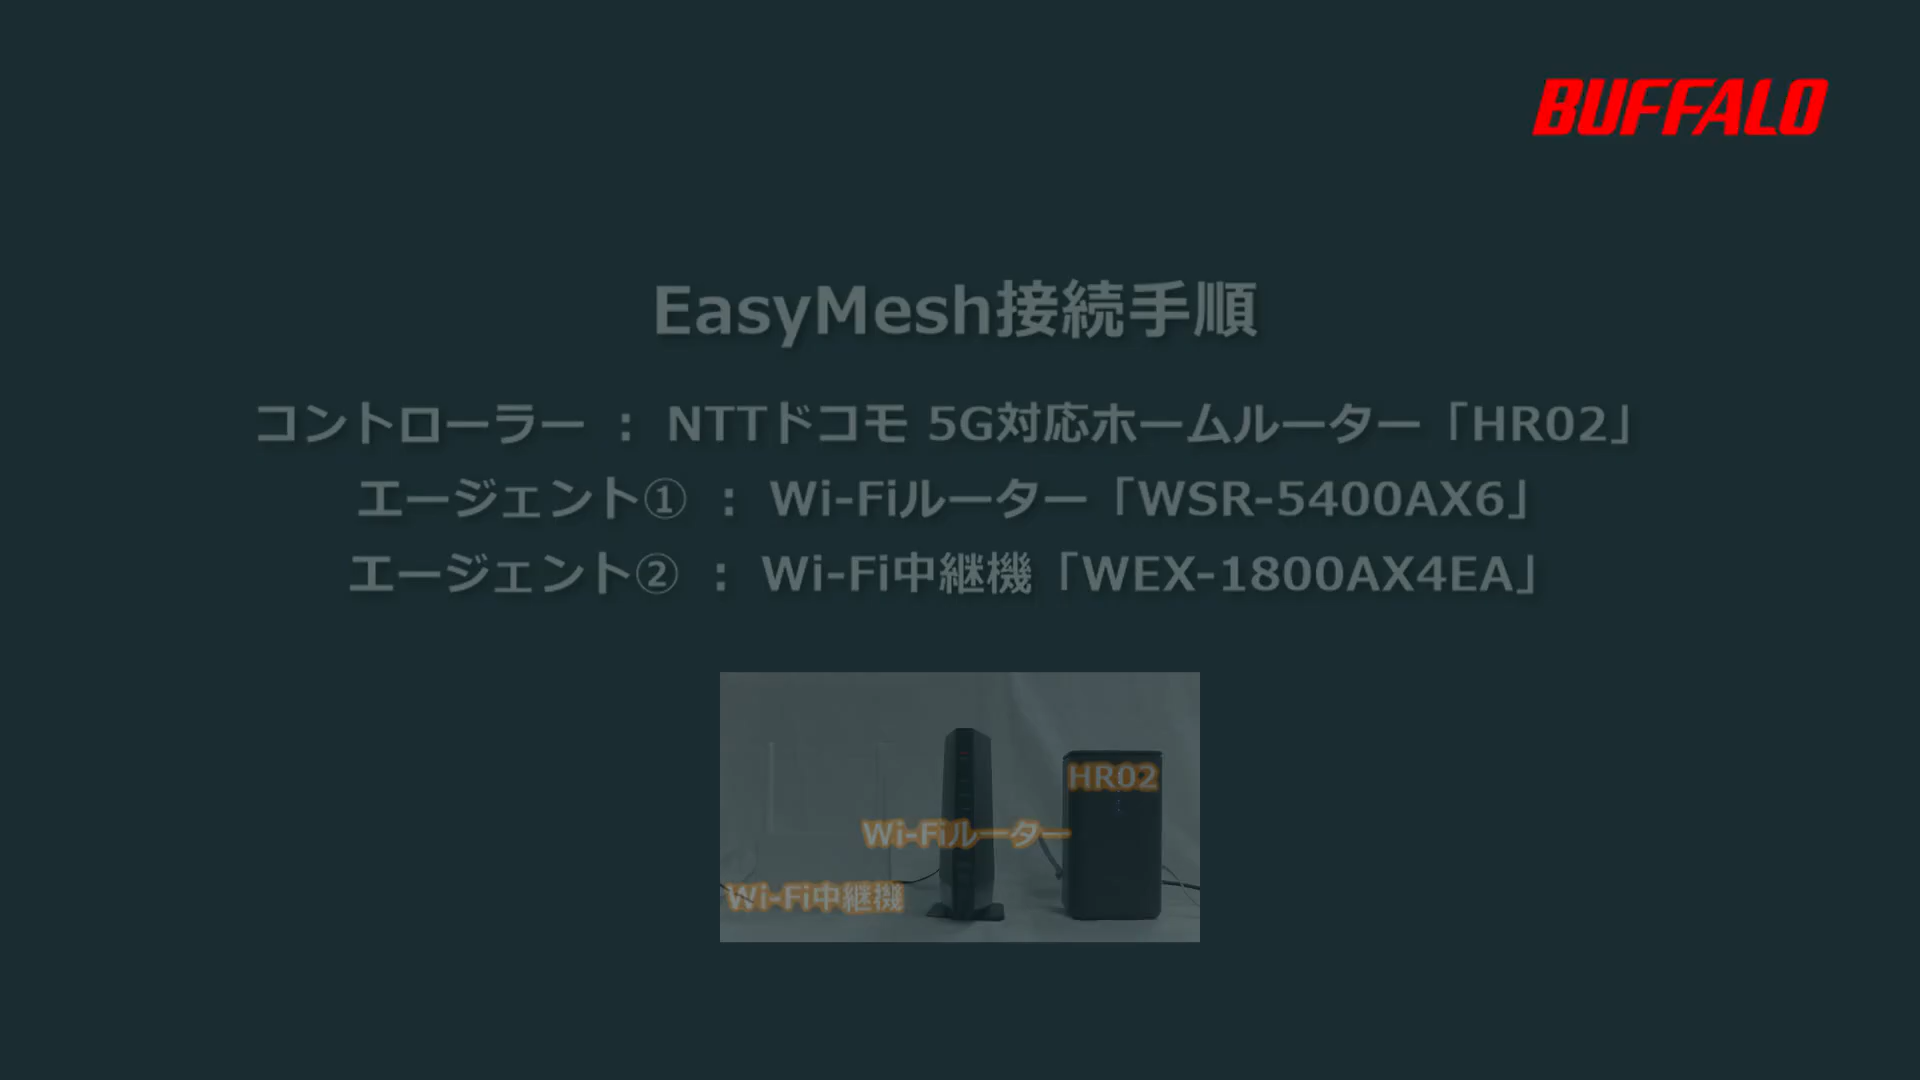 BUFFALO
EasyMesh接続手順
コントローラー ： NTTドコモ 5G対応ホームルーター「HR02」
エージェント① ： Wi-Fiルーター「WSR-5400AX6」
エージェント② ： Wi-Fi中継機「WEX-1800AX4EA」
HR02
Wi-Fiルーター
Wi-Fi中継機